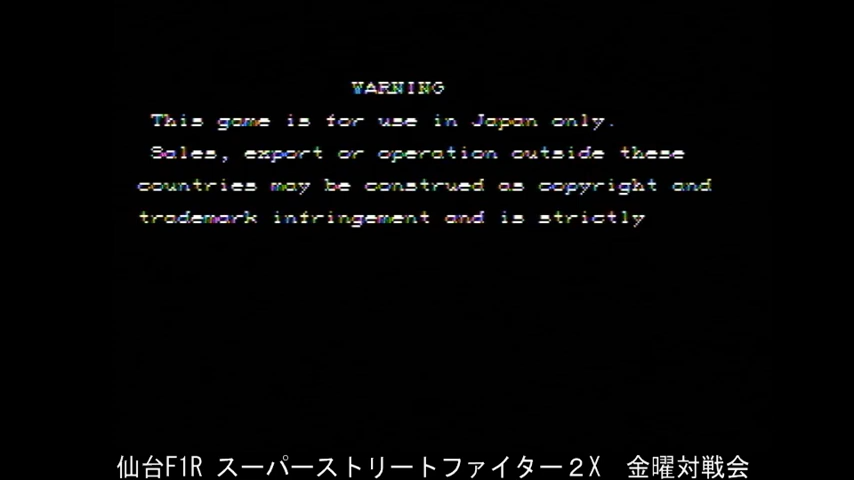 WARNING
This game is for use in Japan only.
Sales, export or operation outside these
countries may be construed as copyright and
trademark infringement and is strictly
仙台F1R スーパーストリートファイター２X　金曜対戦会